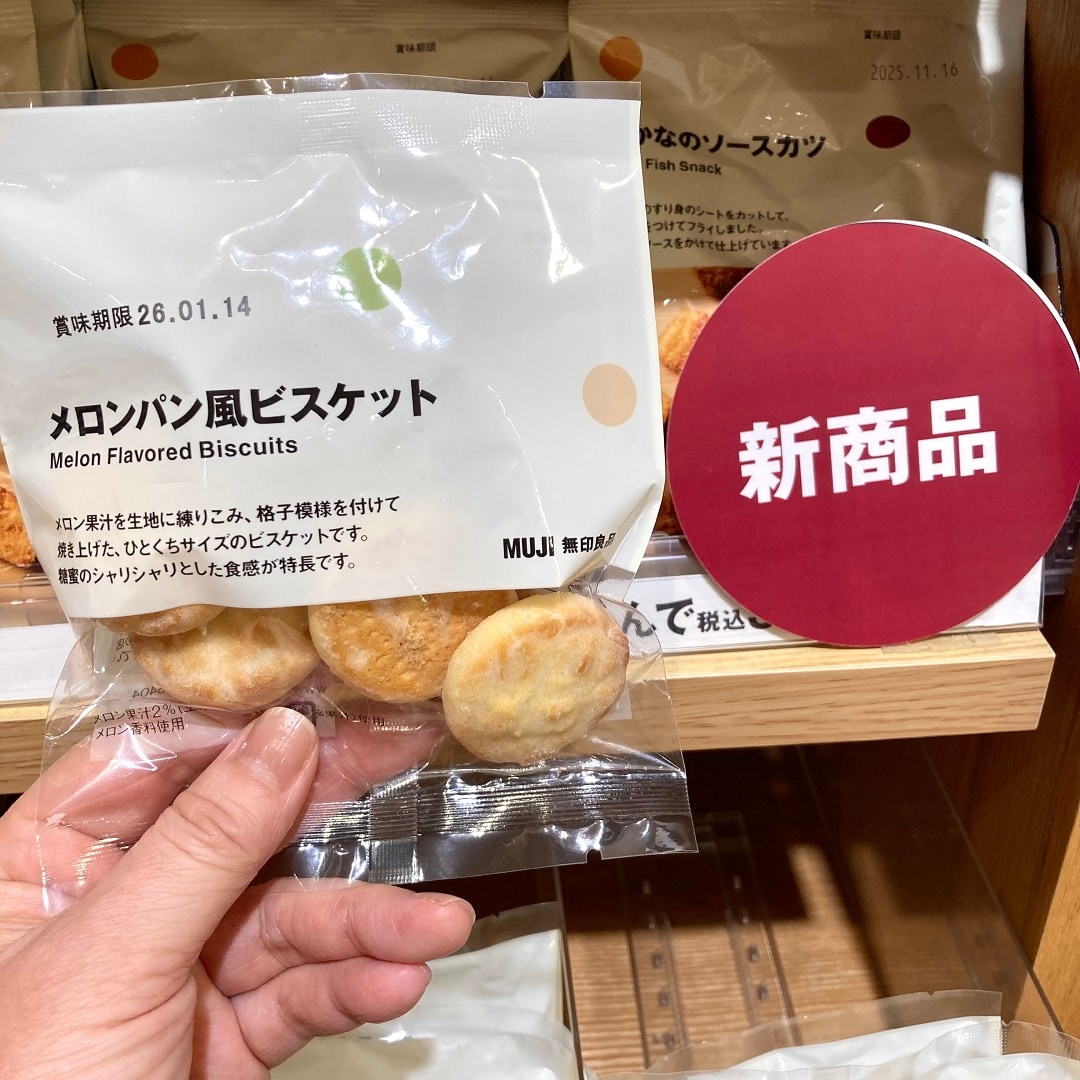 賞味期限
賞味期限
2025.11.16
かなのソースカツ
Fish Snack
のすり身のシートをカットして、
をつけてフライしました。
ソースをかけて仕上げています
賞味期限 26.01.14
メロンパン風ビスケット
Melon Flavored Biscuits
メロン果汁を生地に練りこみ、格子模様を付けて
焼き上げた、ひとくちサイズのビスケットです。
糖蜜のシャリシャリとした食感が特長です。
MUJI 無印良品
新商品
んで 税込
メロン果汁2%
メロン香料使用